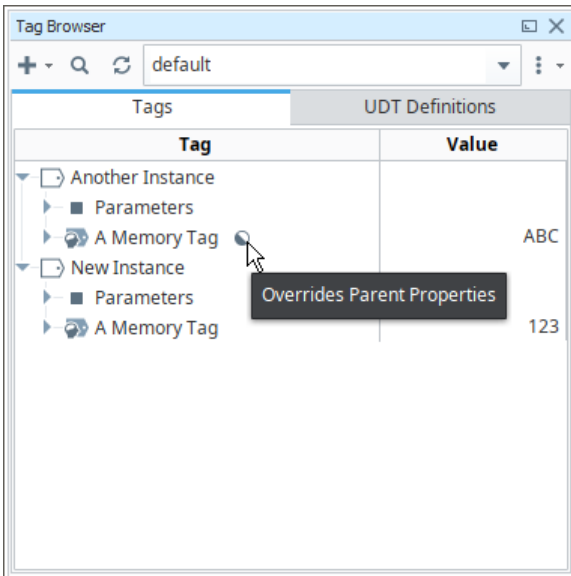 Tag Browser
default
Tags UDT Definitions
Tag Value
Another Instance
Parameters
A Memory Tag ABC
New Instance
Parameters Overrides Parent Properties
A Memory Tag 123